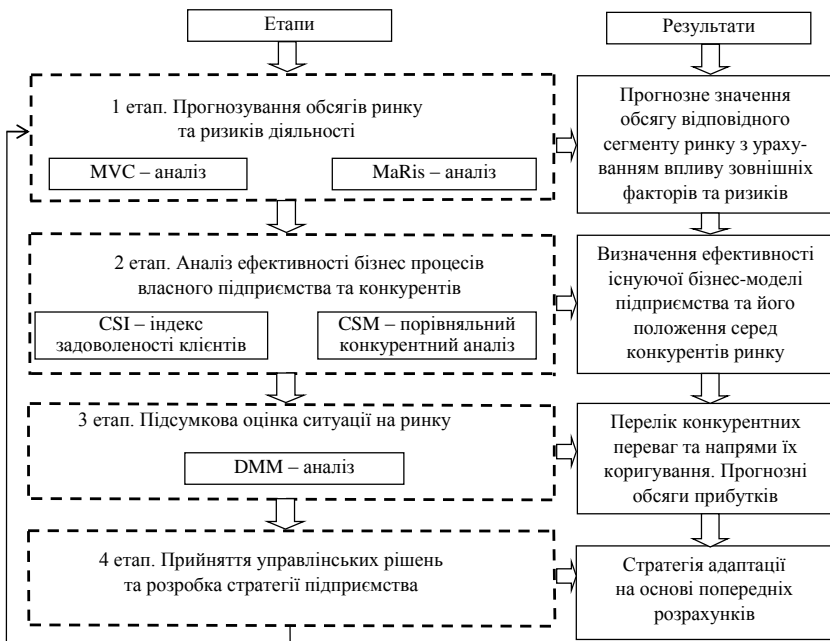 Етапи
Результати
1 етап. Прогнозування обсягів ринку
та ризиків діяльності
MVC – аналіз
MaRis – аналіз
Прогнозне значення
обсягу відповідного
сегменту ринку з ураху-
ванням впливу зовнішніх
факторів та ризиків
2 етап. Аналіз ефективності бізнес процесів
власного підприємства та конкурентів
CSI – індекс
задоволеності клієнтів
CSM – порівняльний
конкурентний аналіз
Визначення ефективності
існуючої бізнес-моделі
підприємства та його
положення серед
конкурентів ринку
3 етап. Підсумкова оцінка ситуації на ринку
DMM – аналіз
Перелік конкурентних
переваг та напрями їх
коригування. Прогнозні
обсяги прибутків
4 етап. Прийняття управлінських рішень
та розробка стратегії підприємства
Стратегія адаптації
на основі попередніх
розрахунків